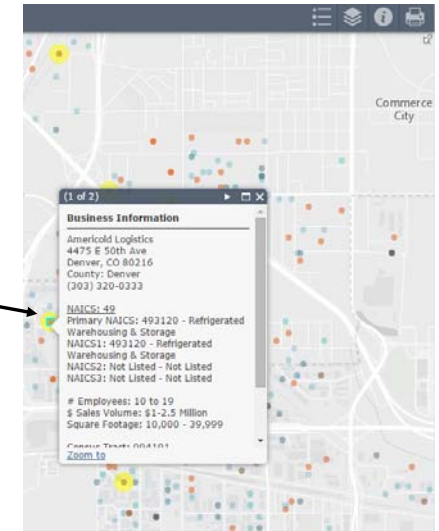 Commerce
City
(1 of 2)
Business Information
Americold Logistics
4475 E 50th Ave
Denver, CO 80216
County: Denver
(303) 320-0333
NAICS: 49
Primary NAICS: 493120 - Refrigerated
Warehousing & Storage
NAICS1: 493120 - Refrigerated
Warehousing & Storage
NAICS2: Not Listed - Not Listed
NAICS3: Not Listed - Not Listed
# Employees: 10 to 19
$ Sales Volume: $1-2.5 Million
Square Footage: 10,000 - 39,999
Census Tract: 004101
Zoom to